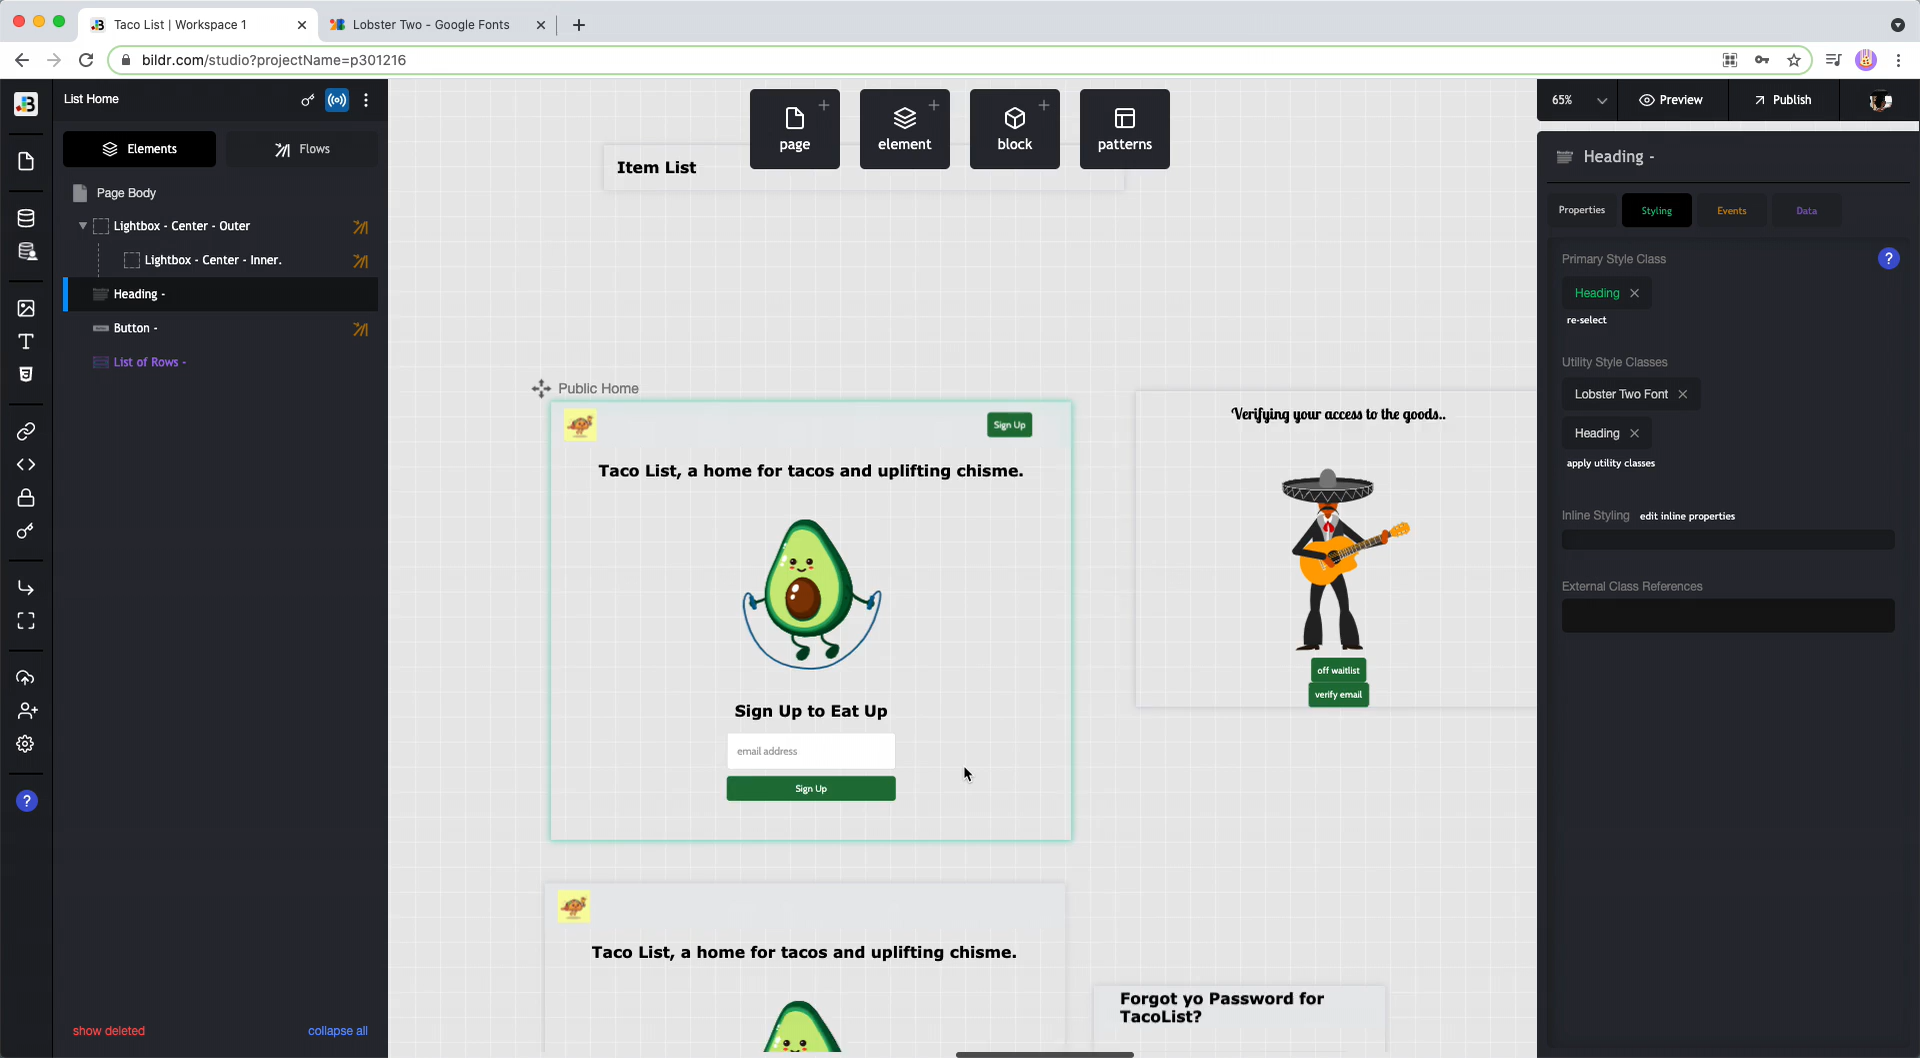 Taco List | Workspace 1
Lobster Two - Google Fonts
bildr.com/studio?projectName=p301216
List Home
Elements
Flows
Page Body
Lightbox - Center - Outer
Lightbox - Center - Inner.
Heading -
Button -
List of Rows -
show deleted
collapse all
page
element
block
patterns
Item List
Public Home
Sign Up
Taco List, a home for tacos and uplifting chisme.
Sign Up to Eat Up
email address
Sign Up
Verifying your access to the goods..
off waitlist
verify email
Taco List, a home for tacos and uplifting chisme.
Forgot yo Password for
TacoList?
65%
Preview
Publish
Heading -
Properties
Styling
Events
Data
Primary Style Class
?
Heading
re-select
Utility Style Classes
Lobster Two Font
Heading
apply utility classes
Inline Styling edit inline properties
External Class References
?